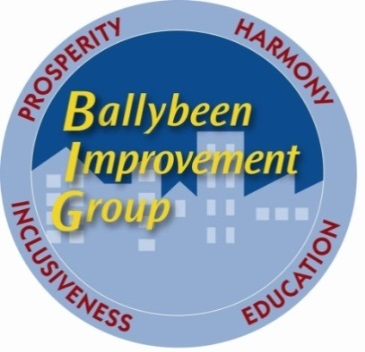 PROSPERITY
HARMONY
Ballybeen
Improvement
Group
INCLUSIVENESS
EDUCATION